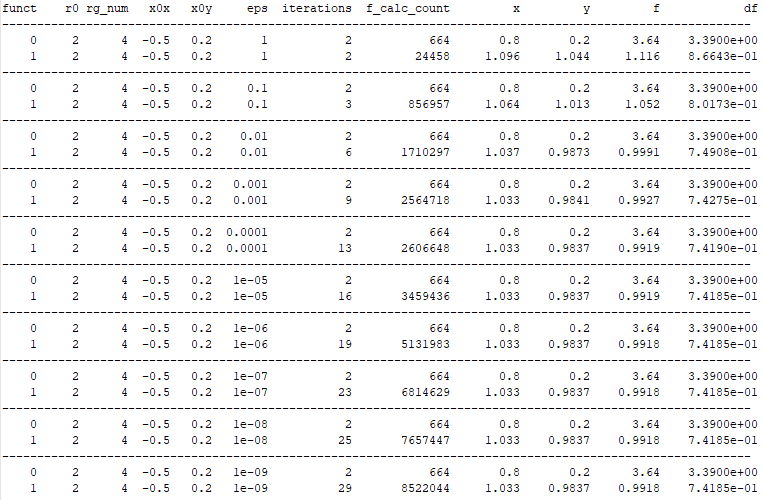 funct r0 rg_num x0x x0y eps iterations f_calc_count x y f df
0 2 4 -0.5 0.2 1 2 664 0.8 0.2 3.64 3.3900e+00
1 2 4 -0.5 0.2 1 2 24458 1.096 1.044 1.116 8.6643e-01
0 2 4 -0.5 0.2 0.1 2 664 0.8 0.2 3.64 3.3900e+00
1 2 4 -0.5 0.2 0.1 3 856957 1.064 1.013 1.052 8.0173e-01
0 2 4 -0.5 0.2 0.01 2 664 0.8 0.2 3.64 3.3900e+00
1 2 4 -0.5 0.2 0.01 6 1710297 1.037 0.9873 0.9991 7.4908e-01
0 2 4 -0.5 0.2 0.001 2 664 0.8 0.2 3.64 3.3900e+00
1 2 4 -0.5 0.2 0.001 9 2564718 1.033 0.9841 0.9927 7.4275e-01
0 2 4 -0.5 0.2 0.0001 2 664 0.8 0.2 3.64 3.3900e+00
1 2 4 -0.5 0.2 0.0001 13 2606648 1.033 0.9837 0.9919 7.4190e-01
0 2 4 -0.5 0.2 1e-05 2 664 0.8 0.2 3.64 3.3900e+00
1 2 4 -0.5 0.2 1e-05 16 3459436 1.033 0.9837 0.9919 7.4185e-01
0 2 4 -0.5 0.2 1e-06 2 664 0.8 0.2 3.64 3.3900e+00
1 2 4 -0.5 0.2 1e-06 19 5131983 1.033 0.9837 0.9918 7.4185e-01
0 2 4 -0.5 0.2 1e-07 2 664 0.8 0.2 3.64 3.3900e+00
1 2 4 -0.5 0.2 1e-07 23 6814629 1.033 0.9837 0.9918 7.4185e-01
0 2 4 -0.5 0.2 1e-08 2 664 0.8 0.2 3.64 3.3900e+00
1 2 4 -0.5 0.2 1e-08 25 7657447 1.033 0.9837 0.9918 7.4185e-01
0 2 4 -0.5 0.2 1e-09 2 664 0.8 0.2 3.64 3.3900e+00
1 2 4 -0.5 0.2 1e-09 29 8522044 1.033 0.9837 0.9918 7.4185e-01